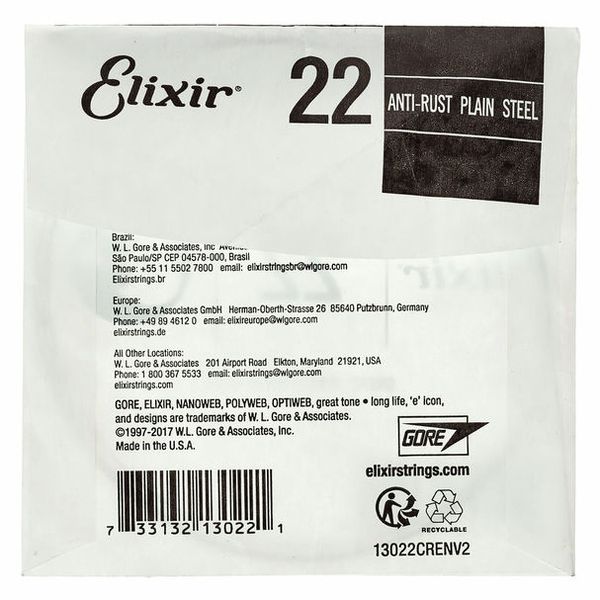 Elixir®
22
ANTI-RUST PLAIN STEEL
Brazil:
W. L. Gore & Associates, Inc
São Paulo/SP CEP 04578-000, Brasil
Phone: +55 11 5502 7800 email: elixirstringsbr@wlgore.com
Elixirstrings.br
Europe:
W. L. Gore & Associates GmbH Herman-Oberth-Strasse 26 85640 Putzbrunn, Germany
Phone: +49 89 4612 0 email: elixireurope@wlgore.com
elixirstrings.de
All Other Locations:
W. L. Gore & Associates 201 Airport Road Elkton, Maryland 21921, USA
Phone: 1 800 367 5533 email: elixirstrings@wlgore.com
elixirstrings.com
GORE, ELIXIR, NANOWEB, POLYWEB, OPTIWEB, great tone • long life, 'e' icon,
and designs are trademarks of W. L. Gore & Associates.
©1997-2017 W. L. Gore & Associates, Inc.
Made in the U.S.A.
GORE
elixirstrings.com
RECYCLABLE
7 33132 13022 1
13022CRENV2